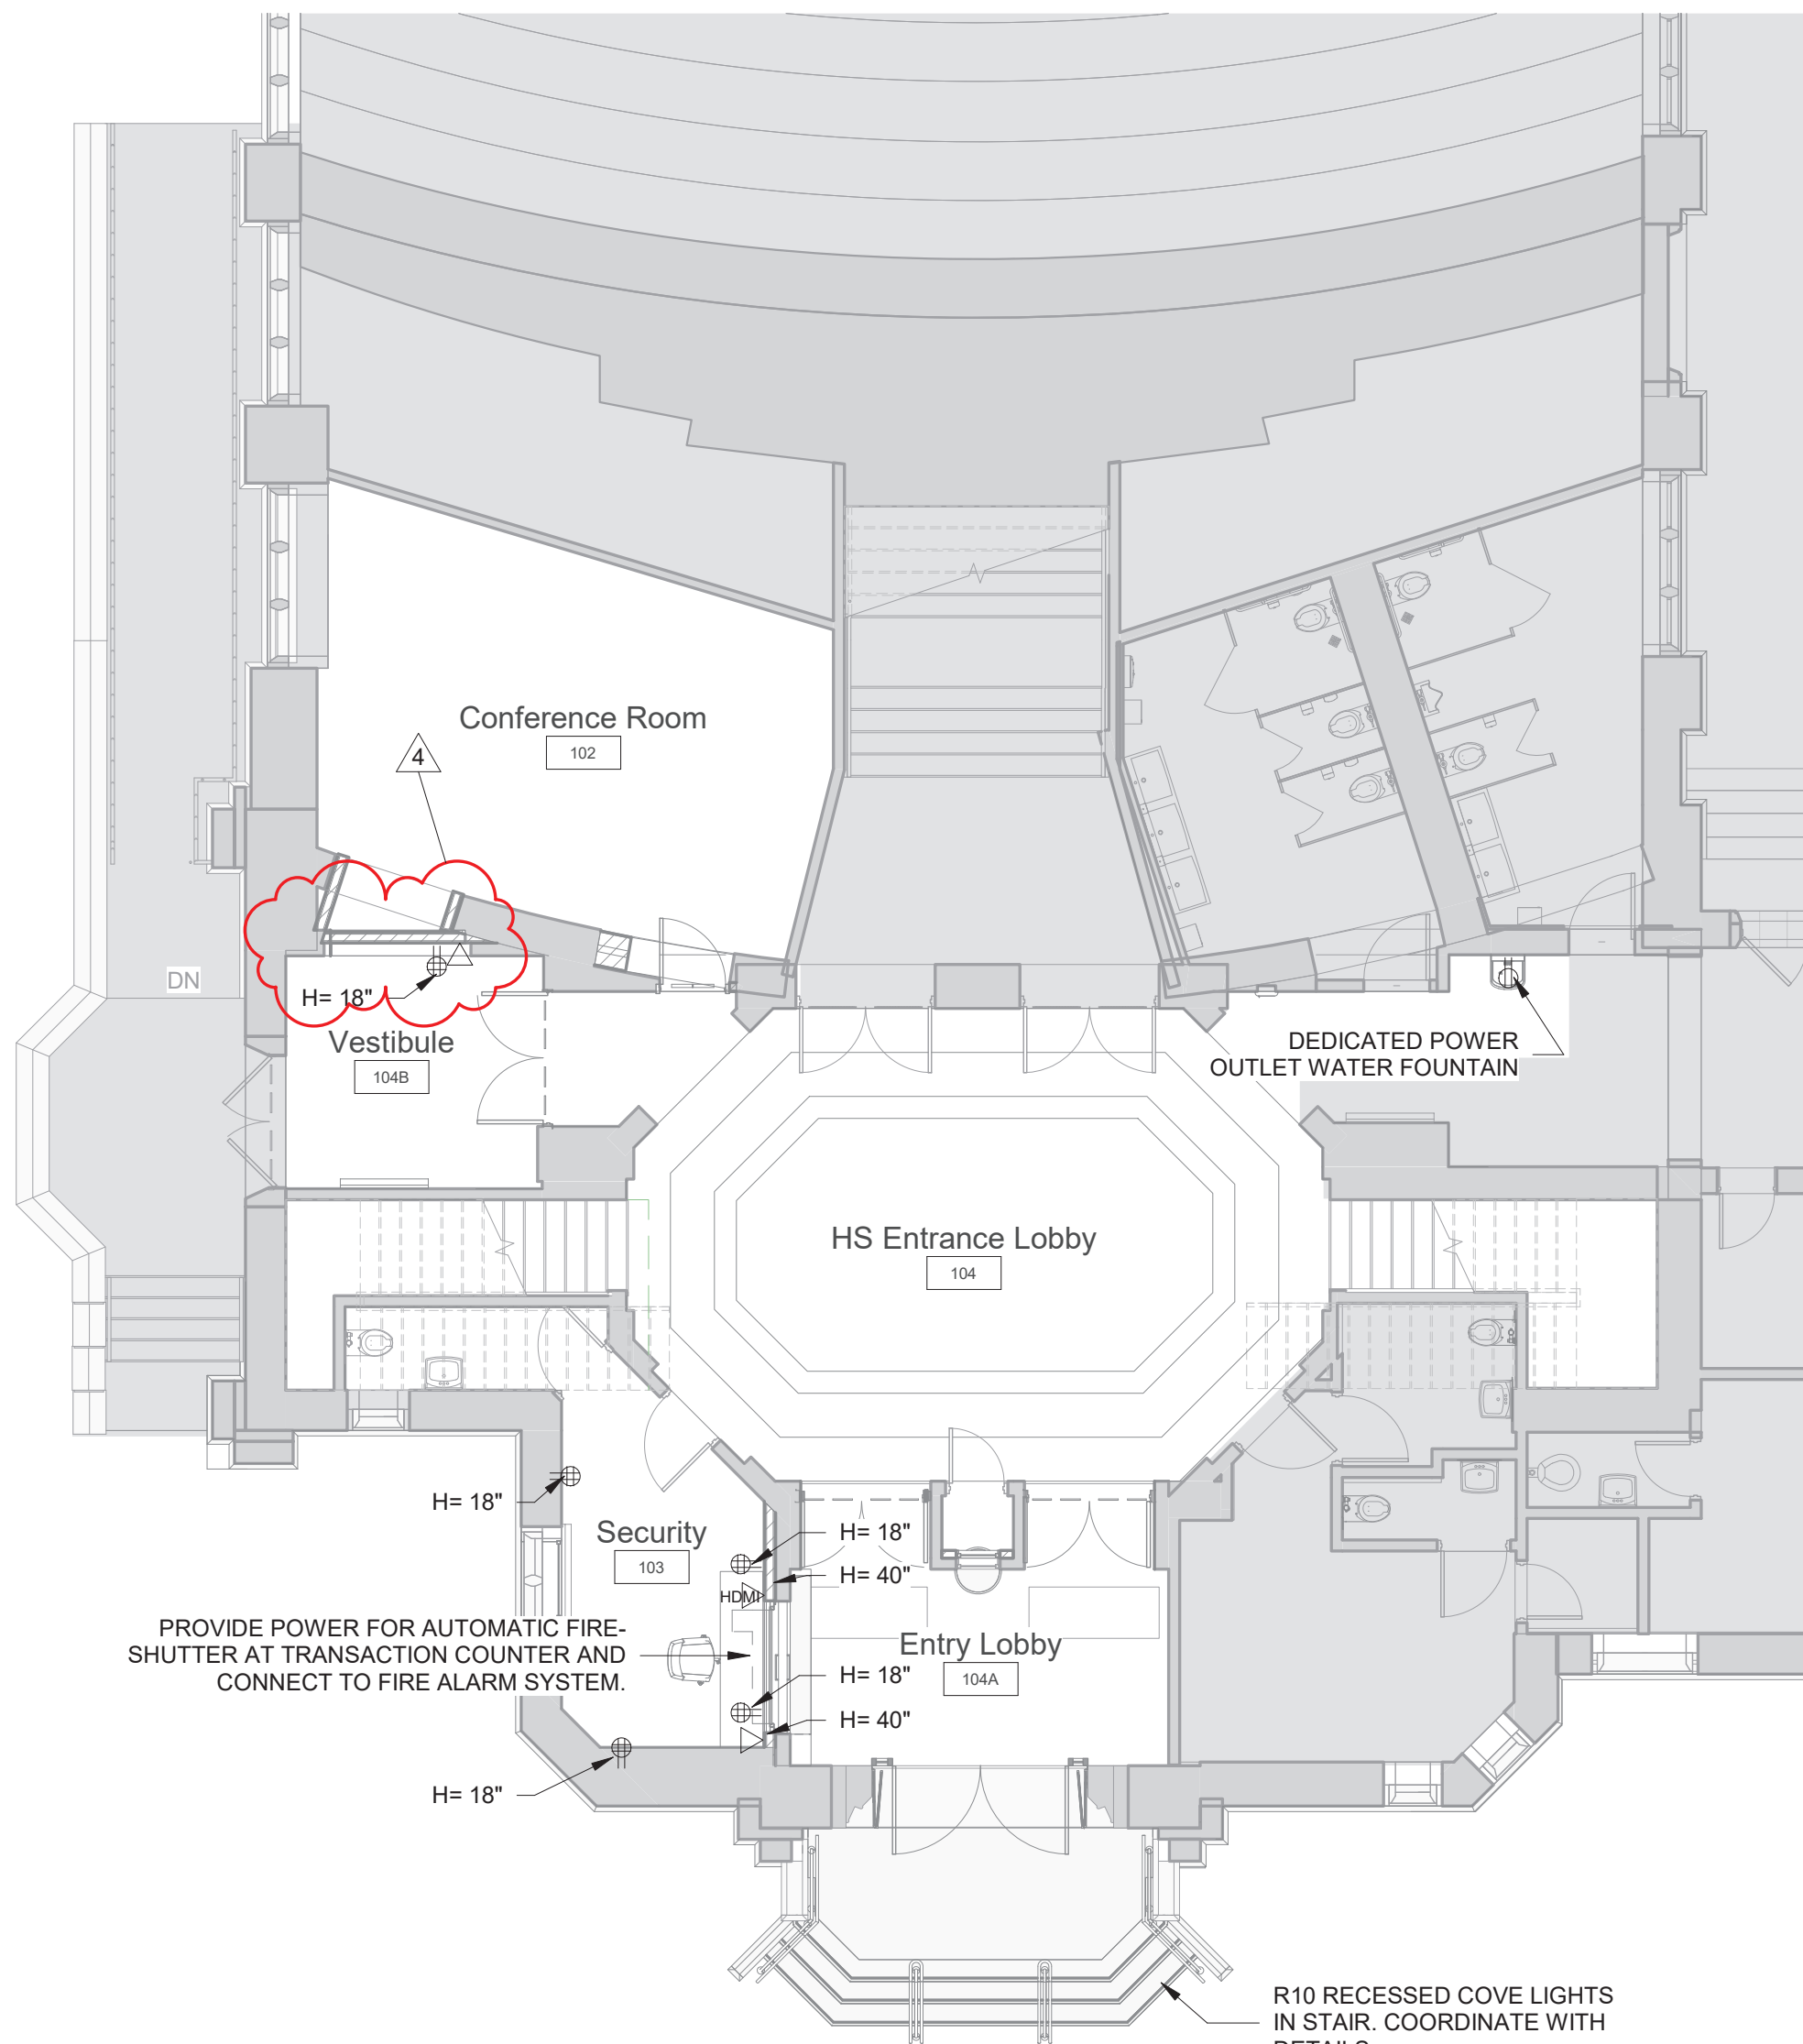 Conference Room
102
4
DN
H= 18"
Vestibule
104B
DEDICATED POWER
OUTLET WATER FOUNTAIN
HS Entrance Lobby
104
H= 18"
Security
103
H= 18"
H= 40"
HDMI
PROVIDE POWER FOR AUTOMATIC FIRE-
SHUTTER AT TRANSACTION COUNTER AND
CONNECT TO FIRE ALARM SYSTEM.
Entry Lobby
104A
H= 18"
H= 40"
H= 18"
R10 RECESSED COVE LIGHTS
IN STAIR. COORDINATE WITH
DETAILS